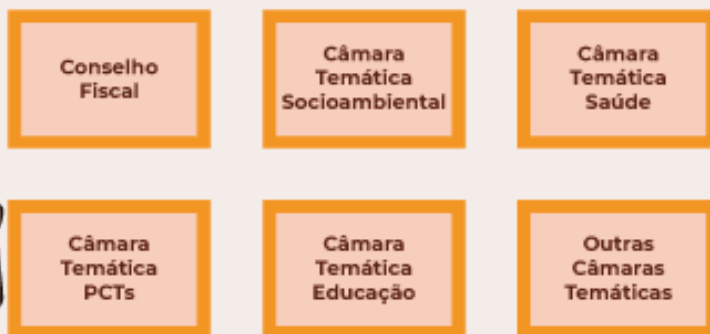 Conselho
Fiscal
Câmara
Temática
Socioambiental
Câmara
Temática
Saúde
Câmara
Temática
PCTs
Câmara
Temática
Educação
Outras
Câmaras
Temáticas